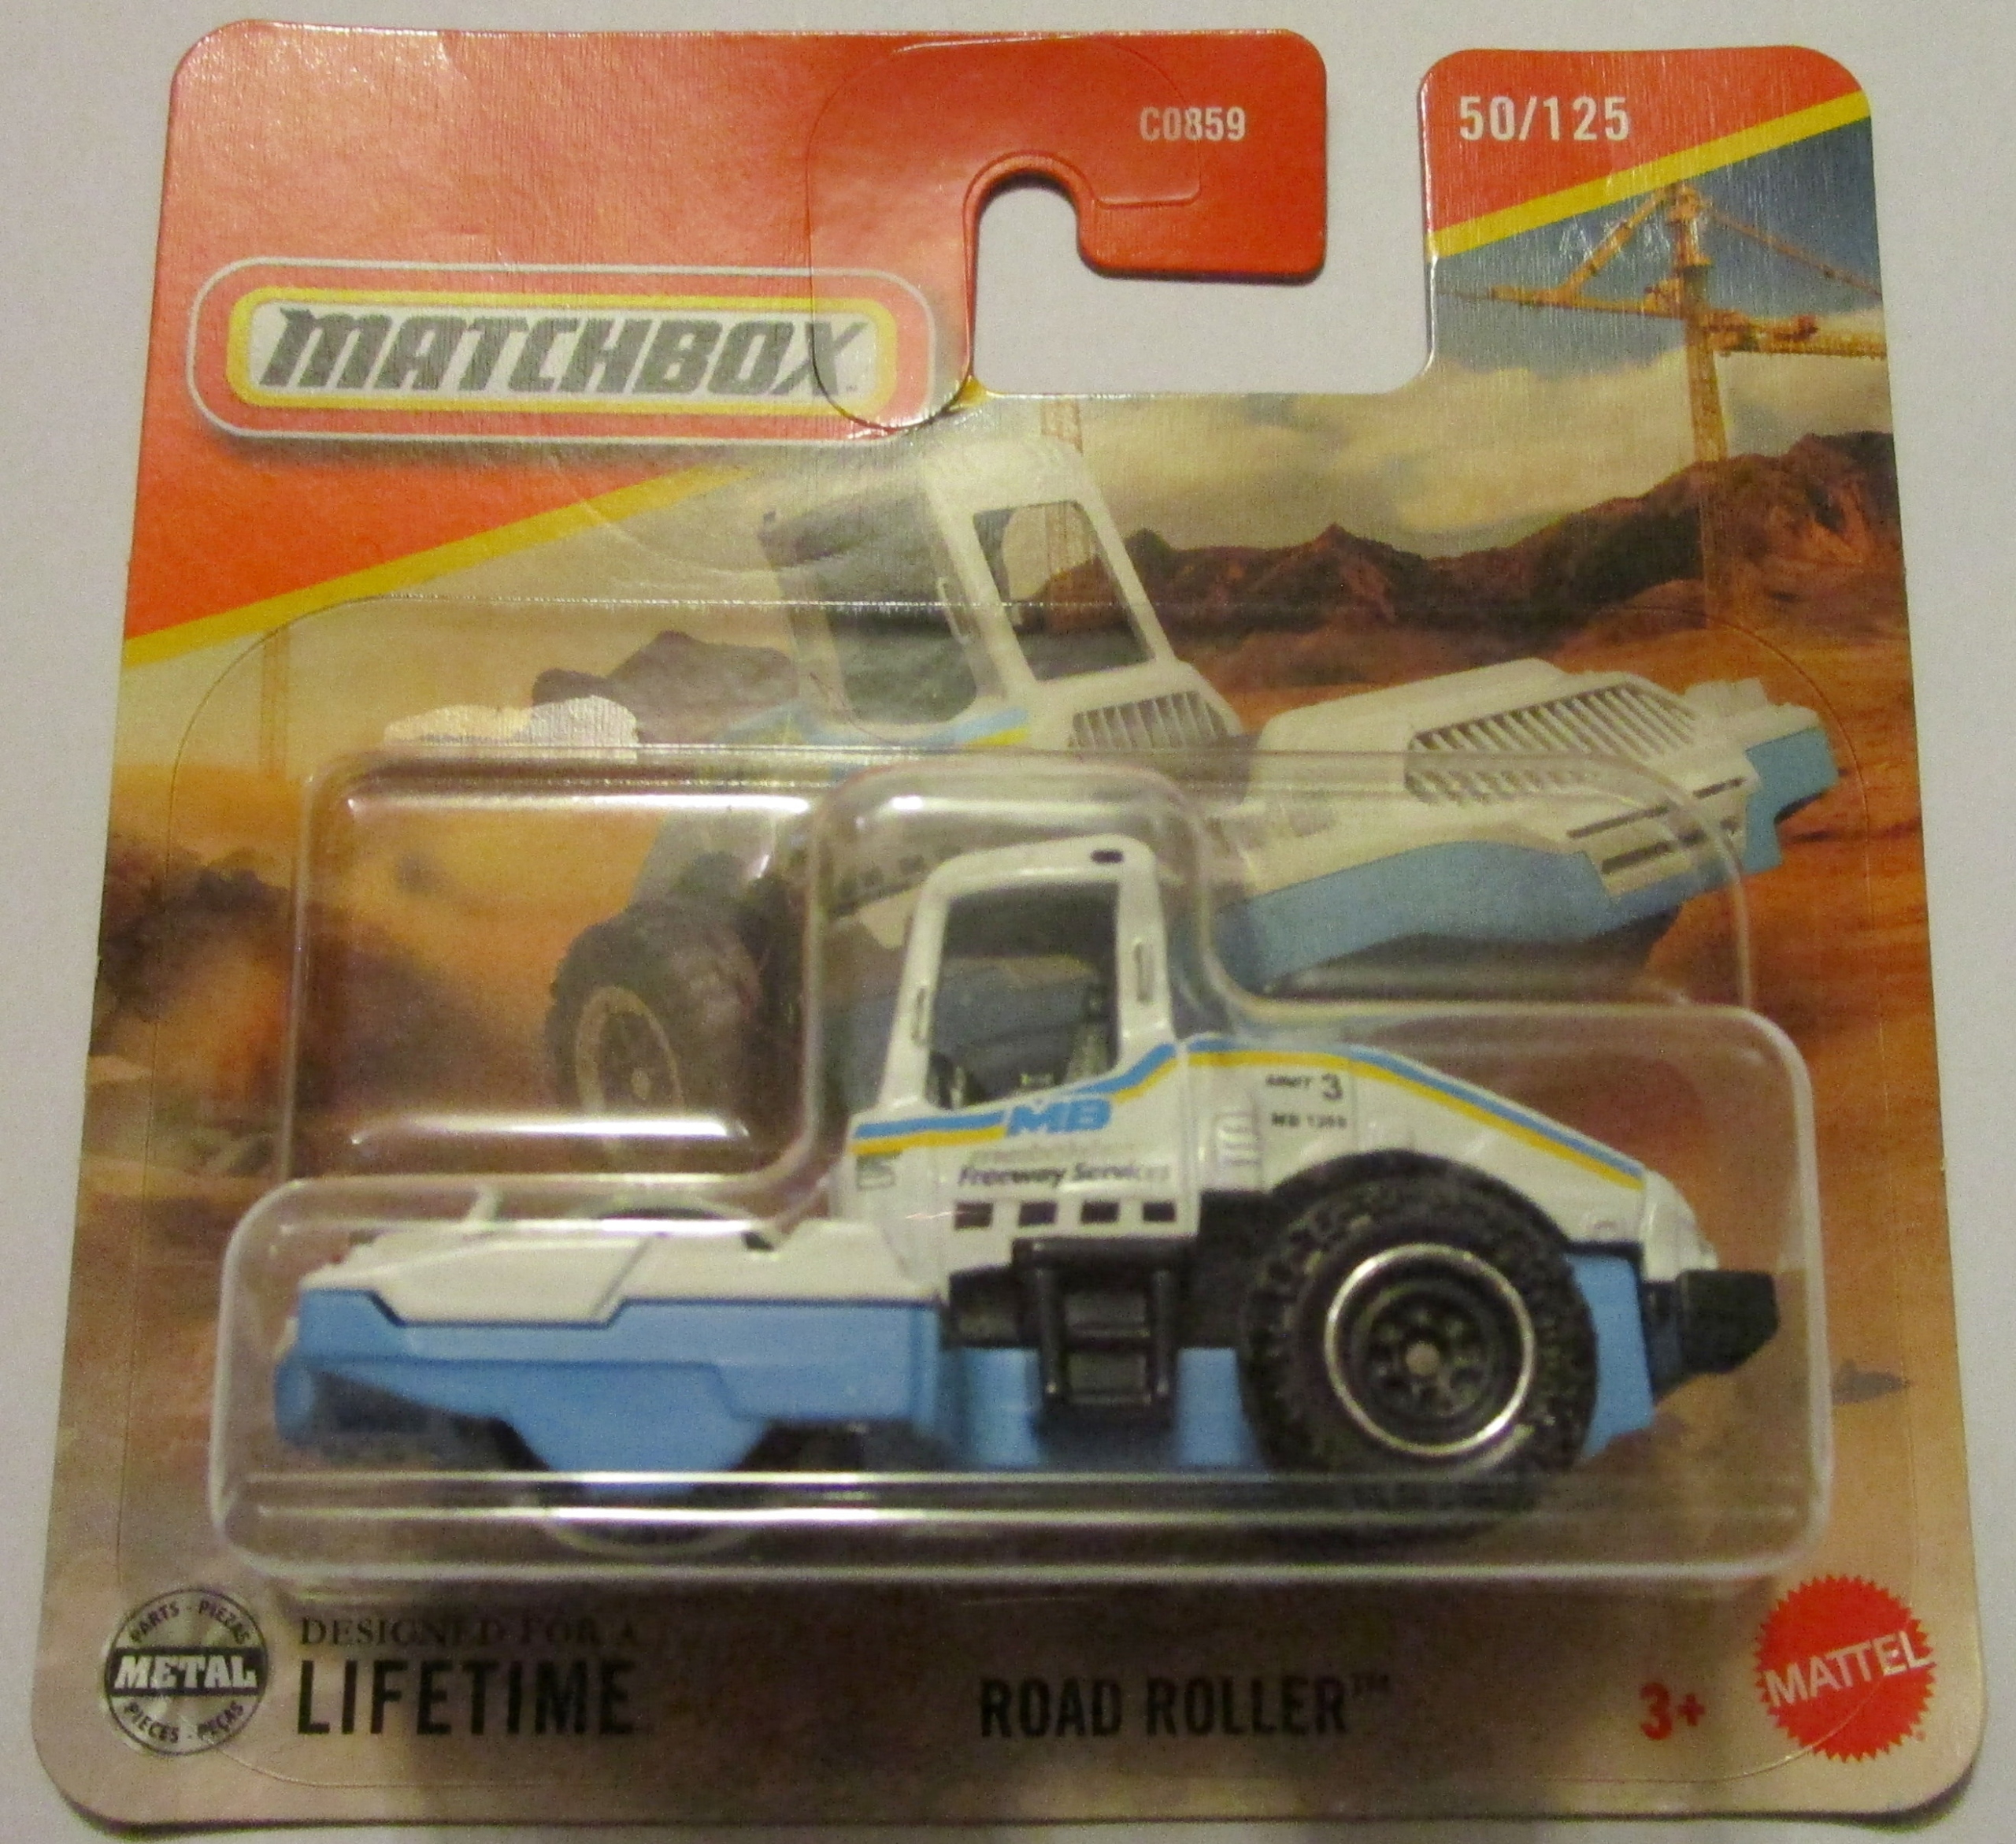 C0859
50/125
MATCHBOX
MB
Freeway Services
UNIT 3
PARTS - PIEZAS
METAL
PIECES - PEÇAS
DESIGNED FOR A
LIFETIME
ROAD ROLLER™
3+
MATTEL